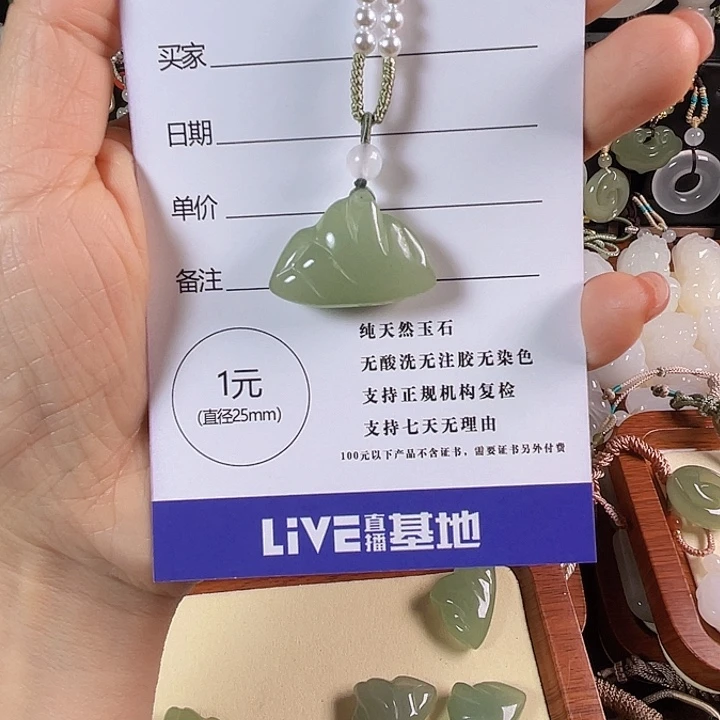 买家
日期
单价
备注
纯天然玉石
无酸洗无注胶无染色
支持正规机构复检
支持七天无理由
100元以下产品不含证书，需要证书另外付费
1元
(直径25mm)
LiVE直播基地